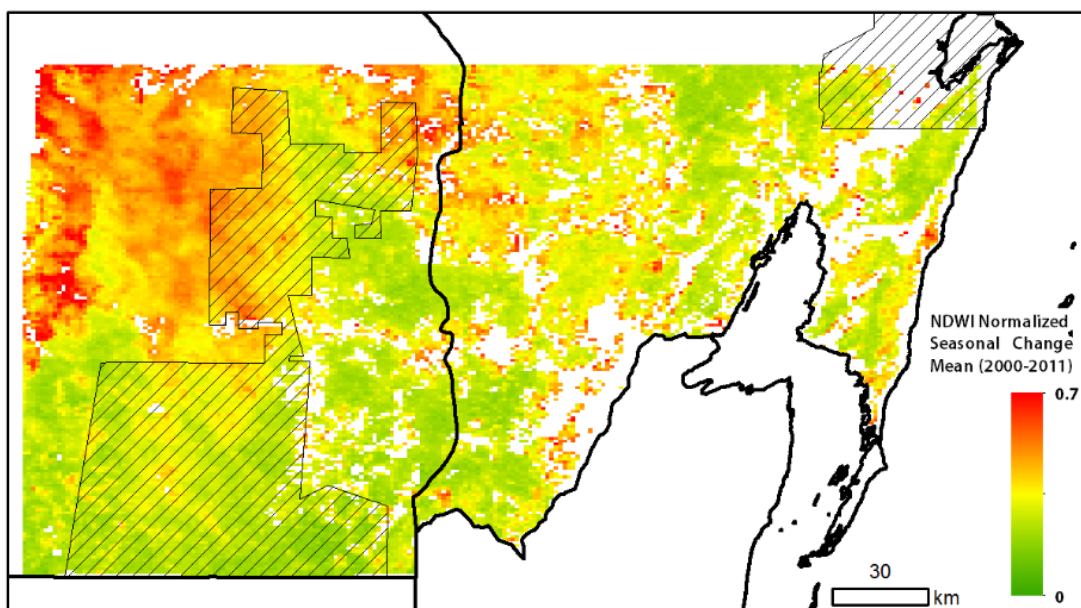 NDWI Normalized
Seasonal Change
Mean (2000-2011)
0.7
0
30
km